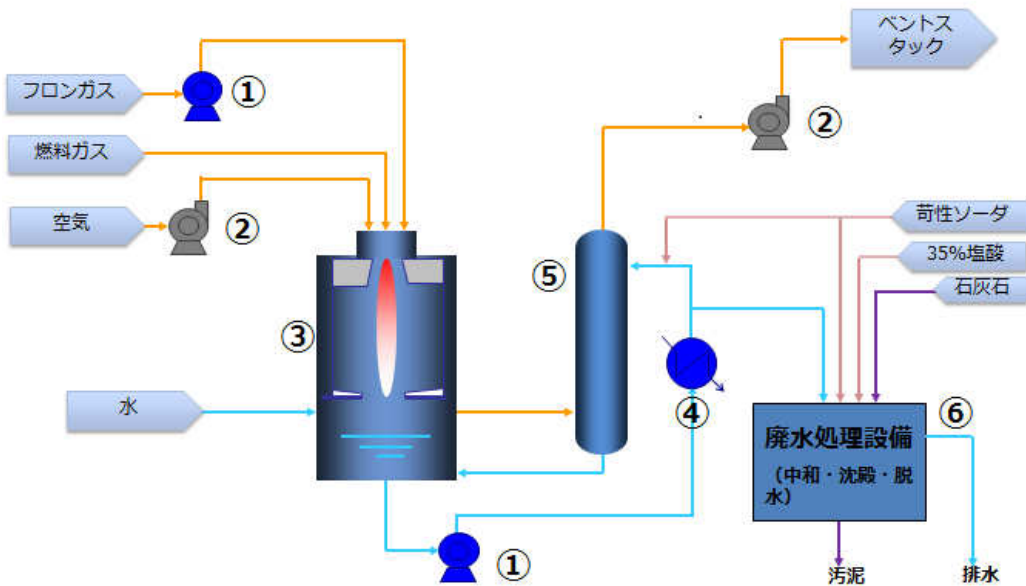 ベントス
タック
フロンガス
①
②
燃料ガス
空気
②
苛性ソーダ
35%塩酸
石灰石
⑤
③
水
④
⑥
廃水処理設備
（中和・沈殿・脱
水）
①
汚泥
排水